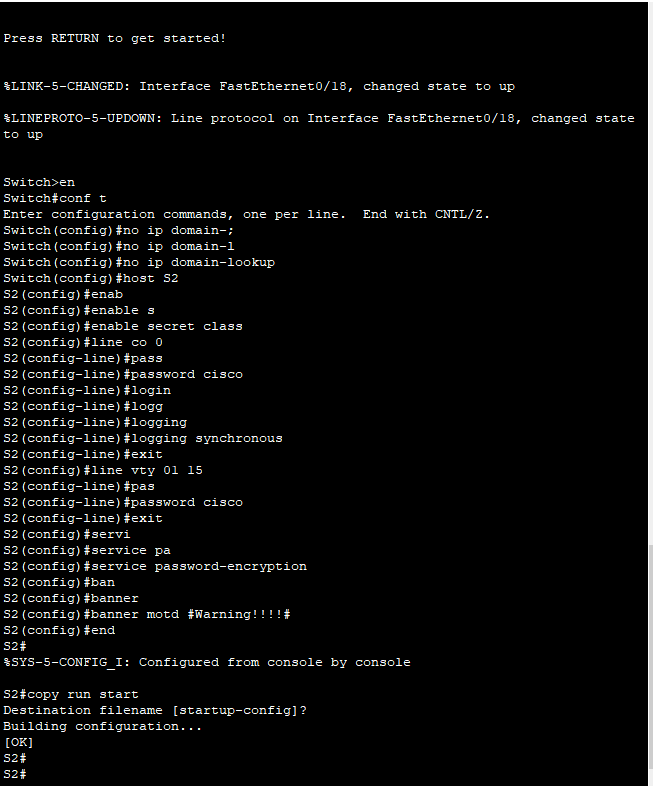 Press RETURN to get started!
%LINK-5-CHANGED: Interface FastEthernet0/18, changed state to up
%LINEPROTO-5-UPDOWN: Line protocol on Interface FastEthernet0/18, changed state
to up
Switch>en
Switch#conf t
Enter configuration commands, one per line.  End with CNTL/Z.
Switch(config)#no ip domain-;
Switch(config)#no ip domain-l
Switch(config)#no ip domain-lookup
Switch(config)#host S2
S2(config)#enab
S2(config)#enable s
S2(config)#enable secret class
S2(config)#line co 0
S2(config-line)#pass
S2(config-line)#password cisco
S2(config-line)#login
S2(config-line)#logg
S2(config-line)#logging
S2(config-line)#logging synchronous
S2(config-line)#exit
S2(config)#line vty 01 15
S2(config-line)#pas
S2(config-line)#password cisco
S2(config-line)#exit
S2(config)#servi
S2(config)#service pa
S2(config)#service password-encryption
S2(config)#ban
S2(config)#banner
S2(config)#banner motd #Warning!!!!#
S2(config)#end
S2#
%SYS-5-CONFIG_I: Configured from console by console
S2#copy run start
Destination filename [startup-config]?
Building configuration...
[OK]
S2#
S2#